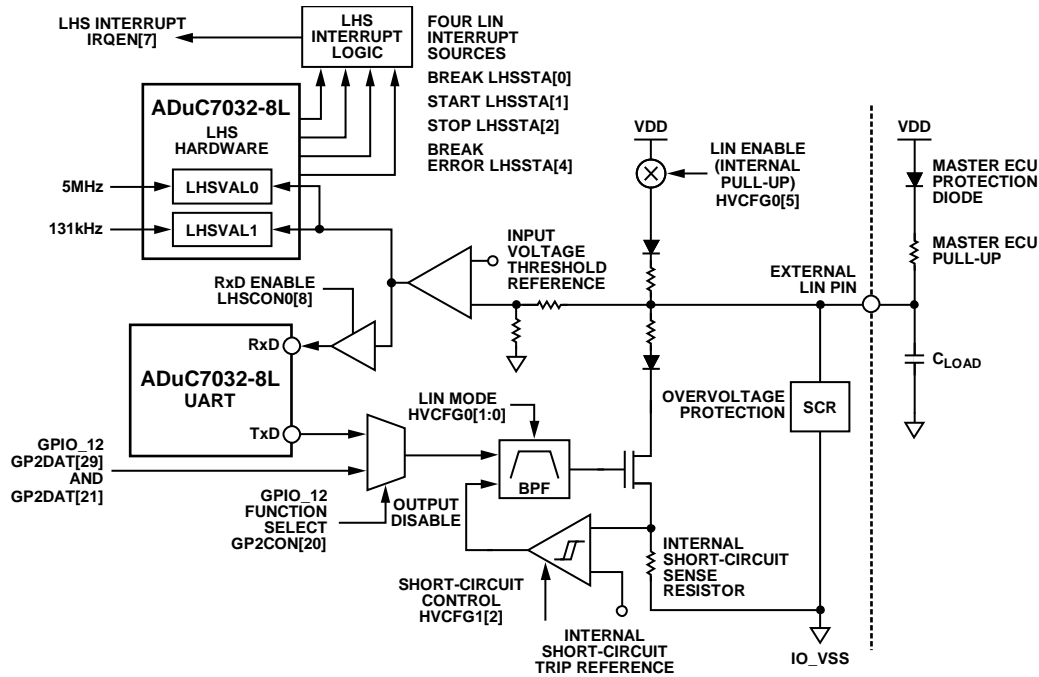 LHS INTERRUPT
IRQEN[7]
LHS
INTERRUPT
LOGIC
FOUR LIN
INTERRUPT
SOURCES
BREAK LHSSTA[0]
START LHSSTA[1]
STOP LHSSTA[2]
BREAK
ERROR LHSSTA[4]
ADuC7032-8L
LHS
HARDWARE
5MHz
LHSVAL0
131kHz
LHSVAL1
VDD
LIN ENABLE
(INTERNAL
PULL-UP)
HVCFG0[5]
VDD
MASTER ECU
PROTECTION
DIODE
MASTER ECU
PULL-UP
INPUT
VOLTAGE
THRESHOLD
REFERENCE
EXTERNAL
LIN PIN
RxD ENABLE
LHSCON0[8]
RxD
ADuC7032-8L
UART
TxD
CLOAD
OVERVOLTAGE
PROTECTION
SCR
LIN MODE
HVCFG0[1:0]
BPF
GPIO_12
GP2DAT[29]
AND
GP2DAT[21]
GPIO_12
FUNCTION
SELECT
GP2CON[20]
OUTPUT
DISABLE
SHORT-CIRCUIT
CONTROL
HVCFG1[2]
INTERNAL
SHORT-CIRCUIT
SENSE
RESISTOR
INTERNAL
SHORT-CIRCUIT
TRIP REFERENCE
IO_VSS